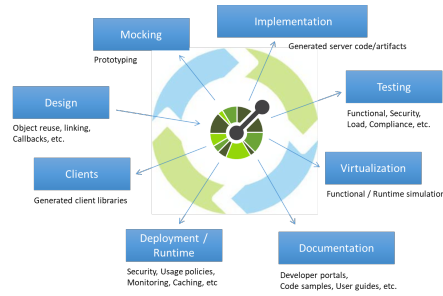 Implementation
Generated server code/artifacts
Mocking
Prototyping
Testing
Functional, Security,
Load, Compliance, etc.
Design
Object reuse, linking,
Callbacks, etc.
Virtualization
Functional / Runtime simulation
Clients
Generated client libraries
Deployment /
Runtime
Security, Usage policies,
Monitoring, Caching, etc
Documentation
Developer portals,
Code samples, User guides, etc.